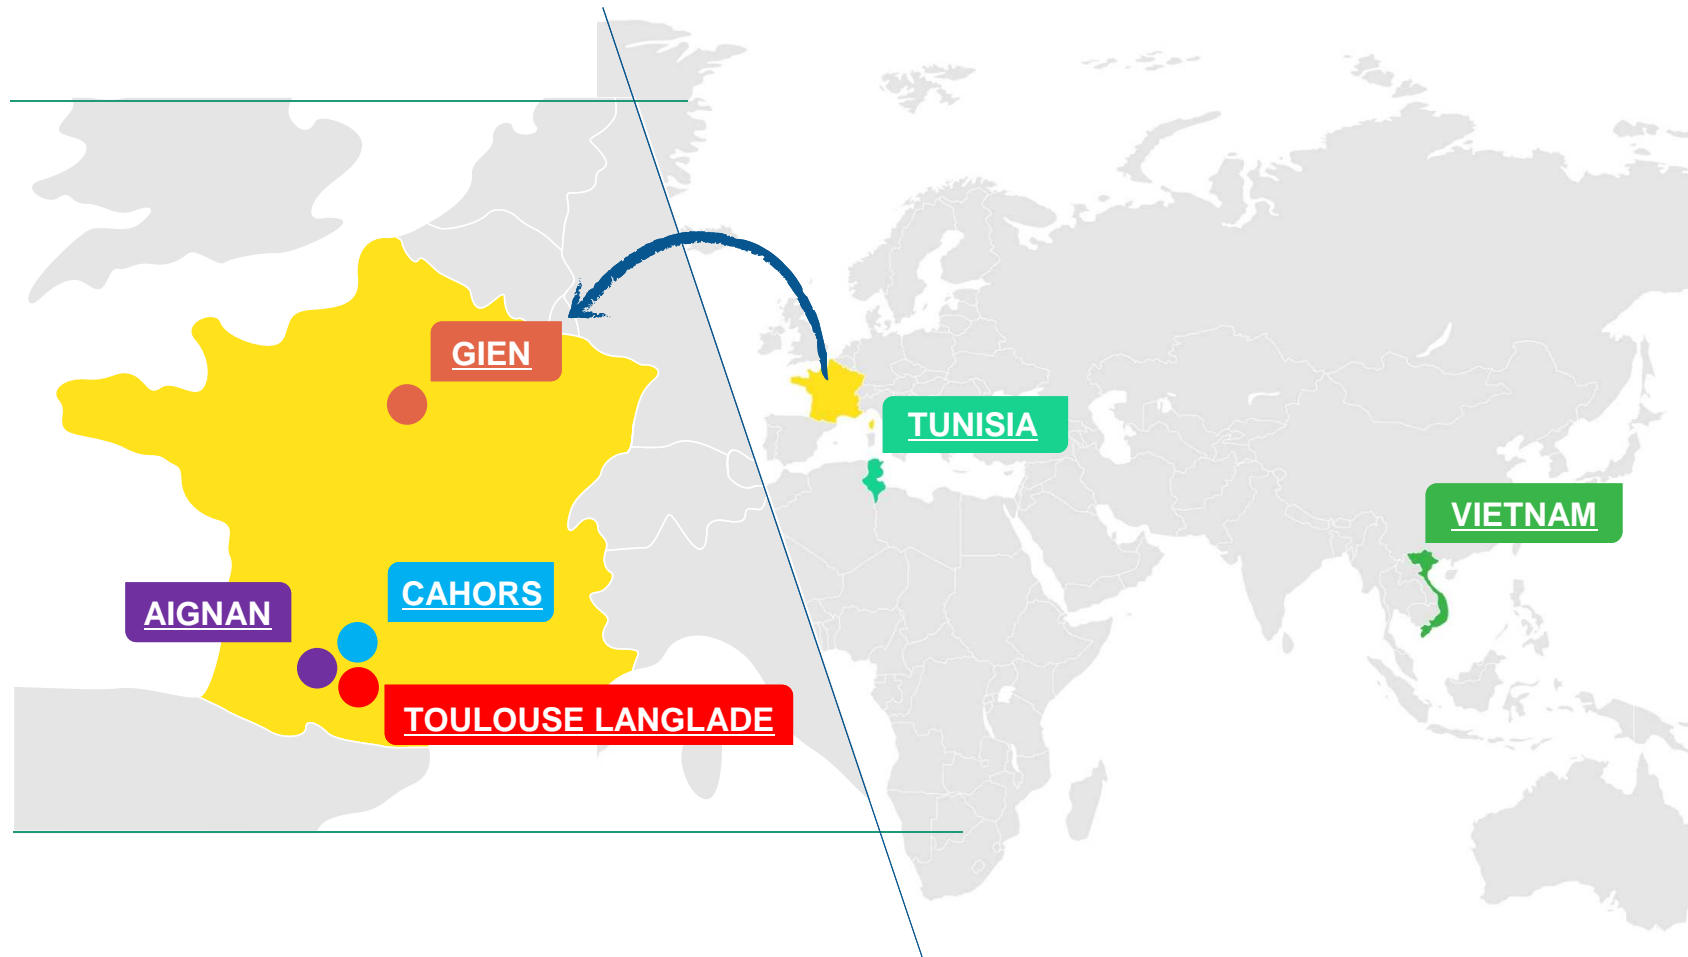 GIEN
TUNISIA
VIETNAM
CAHORS
AIGNAN
TOULOUSE LANGLADE